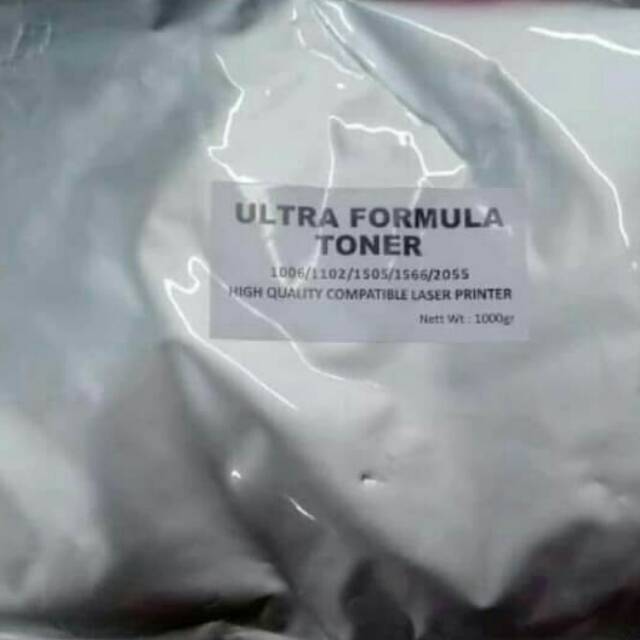 ULTRA FORMULA
TONER
1006/1102/1505/1566/2055
HIGH QUALITY COMPATIBLE LASER PRINTER
Nett Wt : 1000gr